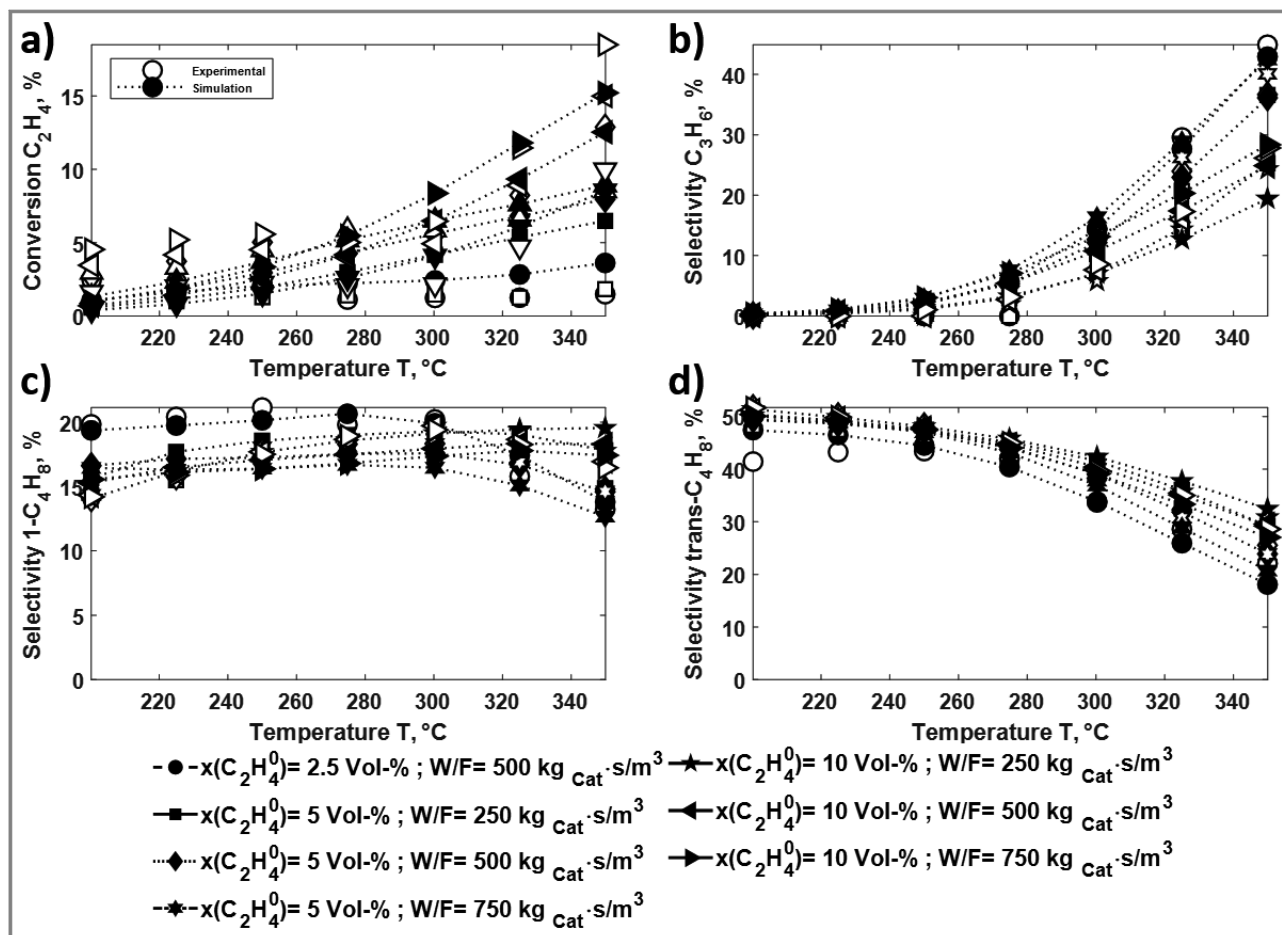 a)
Conversion C₂H₄, %
15
10
5
0
Experimental
Simulation
220 240 260 280 300 320 340
Temperature T, °C
b)
Selectivity C₃H₆, %
40
30
20
10
0
220 240 260 280 300 320 340
Temperature T, °C
c)
Selectivity 1-C₄H₈, %
20
15
10
5
0
220 240 260 280 300 320 340
Temperature T, °C
d)
Selectivity trans-C₄H₈, %
50
40
30
20
10
0
220 240 260 280 300 320 340
Temperature T, °C
x(C₂H₄⁰)= 2.5 Vol-% ; W/F= 500 kg Cat·s/m³
x(C₂H₄⁰)= 5 Vol-% ; W/F= 250 kg Cat·s/m³
x(C₂H₄⁰)= 5 Vol-% ; W/F= 500 kg Cat·s/m³
x(C₂H₄⁰)= 5 Vol-% ; W/F= 750 kg Cat·s/m³
x(C₂H₄⁰)= 10 Vol-% ; W/F= 250 kg Cat·s/m³
x(C₂H₄⁰)= 10 Vol-% ; W/F= 500 kg Cat·s/m³
x(C₂H₄⁰)= 10 Vol-% ; W/F= 750 kg Cat·s/m³